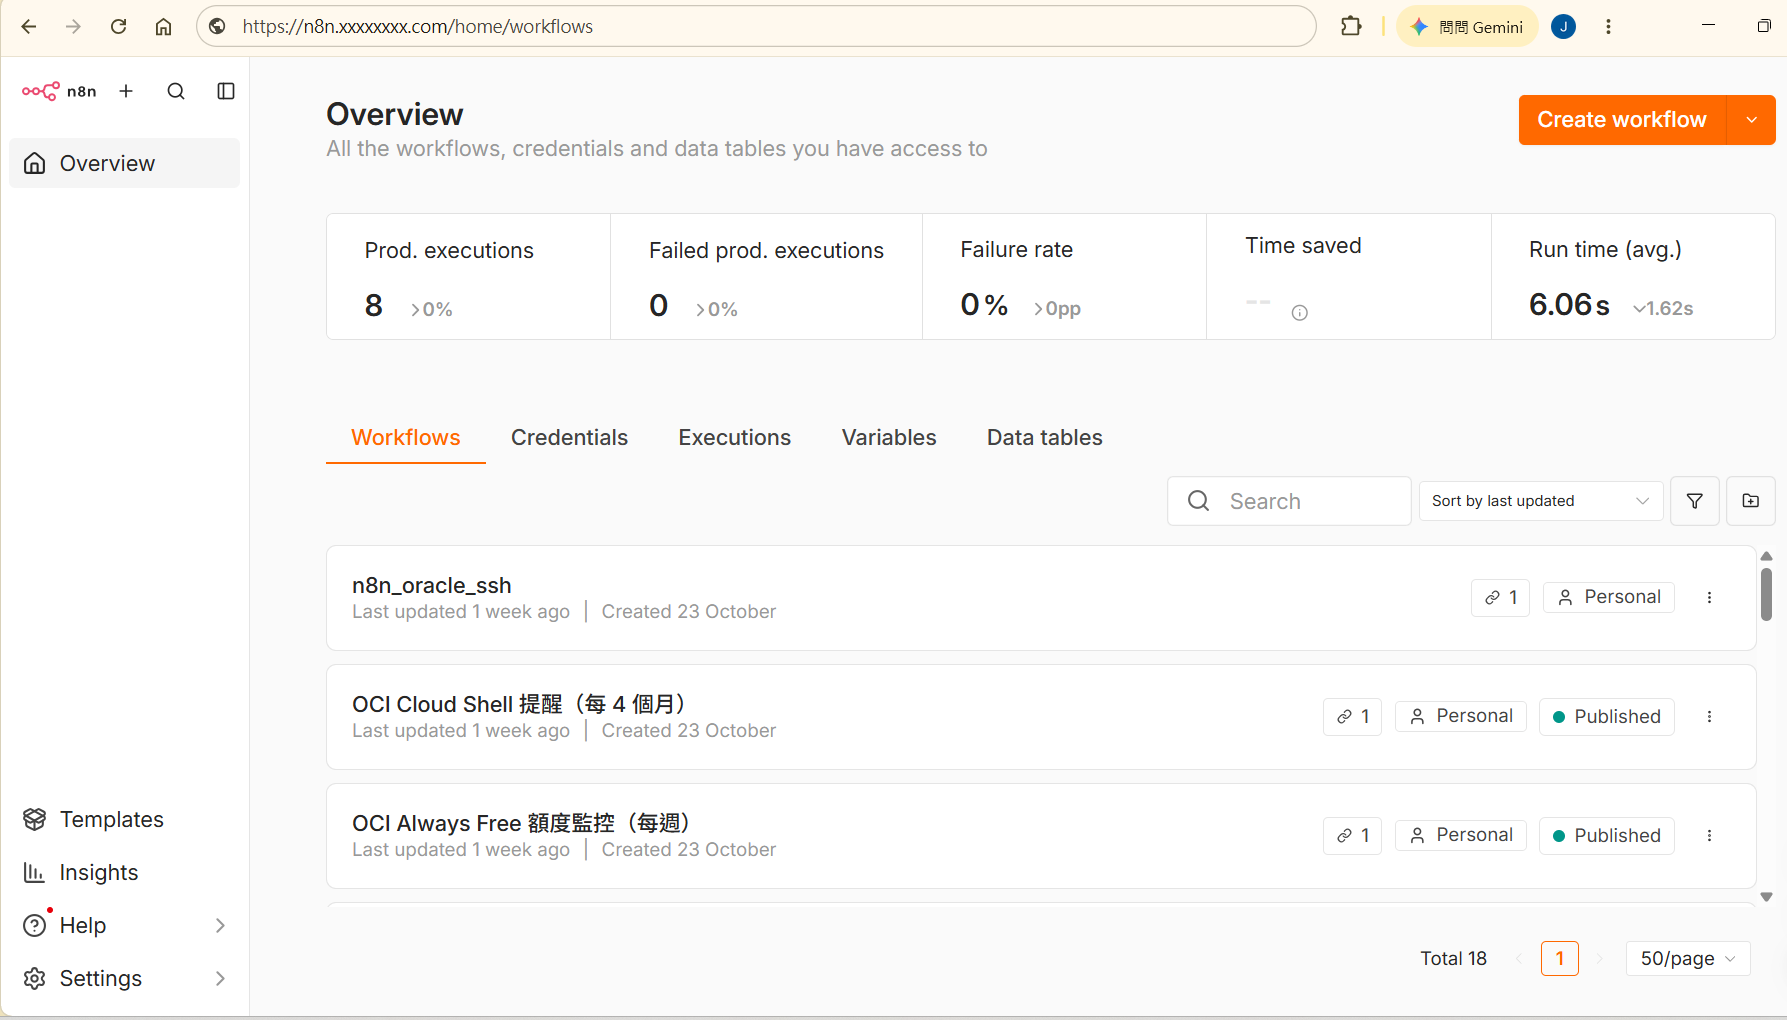 https://n8n.xxxxxxxx.com/home/workflows
問問 Gemini
J
n8n
Overview
Templates
Insights
Help
Settings
Overview
All the workflows, credentials and data tables you have access to
Create workflow
Prod. executions
8 0%
Failed prod. executions
0 0%
Failure rate
0% 0pp
Time saved
--
Run time (avg.)
6.06s 1.62s
Workflows Credentials Executions Variables Data tables
Search
Sort by last updated
n8n_oracle_ssh
Last updated 1 week ago | Created 23 October
1 Personal
OCI Cloud Shell 提醒（每 4 個月）
Last updated 1 week ago | Created 23 October
1 Personal Published
OCI Always Free 額度監控（每週）
Last updated 1 week ago | Created 23 October
1 Personal Published
Total 18 1 50/page